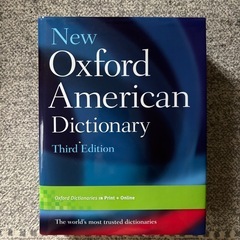 New
Oxford
American
Dictionary
Third Edition
Oxford Dictionaries in Print + Online
The world's most trusted dictionaries